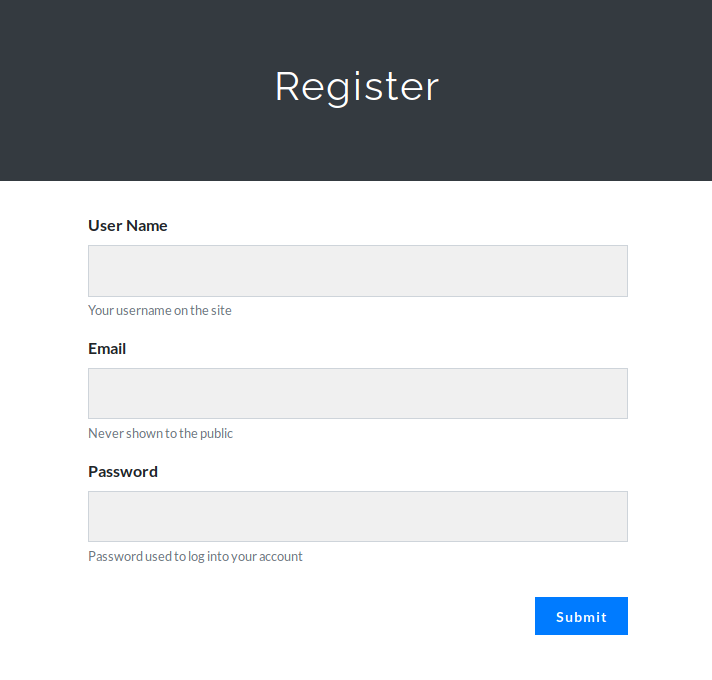 Register
User Name
Your username on the site
Email
Never shown to the public
Password
Password used to log into your account
Submit